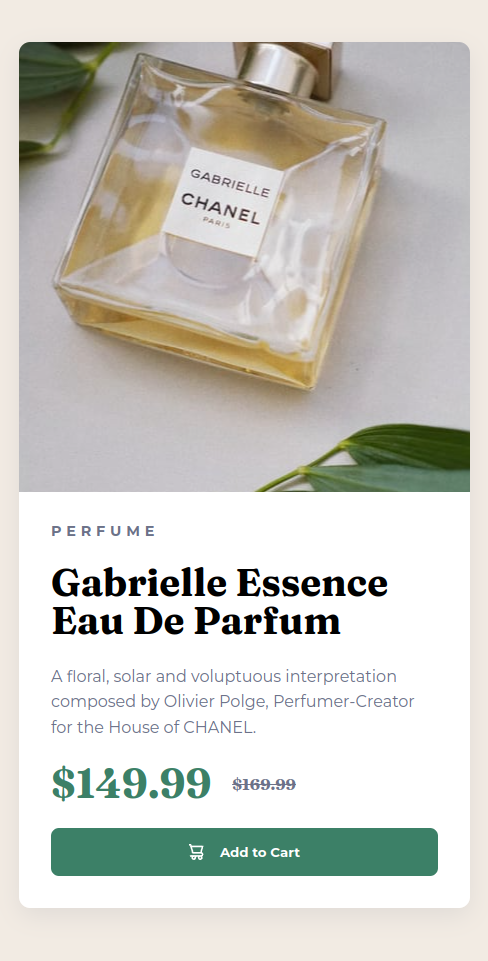 GABRIELLE
CHANEL
PARIS
PERFUME
Gabrielle Essence
Eau De Parfum
A floral, solar and voluptuous interpretation
composed by Olivier Polge, Perfumer-Creator
for the House of CHANEL.
$149.99 $169.99
Add to Cart